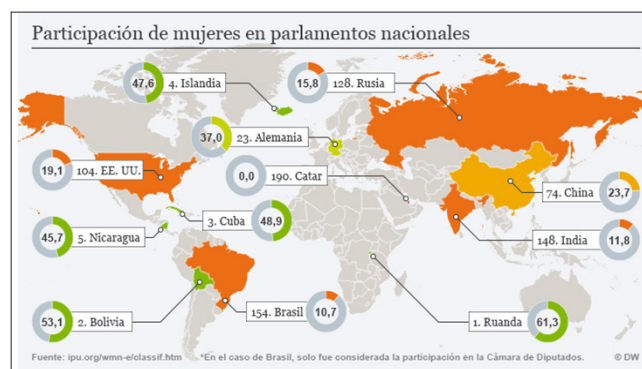 Participación de mujeres en parlamentos nacionales
47,6
4. Islandia
15,8
128. Rusia
37,0
23. Alemania
19,1
104. EE. UU.
0,0
190. Catar
74. China
23,7
3. Cuba
48,9
45,7
5. Nicaragua
148. India
11,8
53,1
2. Bolivia
154. Brasil
10,7
1. Ruanda
61,3
Fuente: ipu.org/wmn-e/classif.htm *En el caso de Brasil, solo fue considerada la participación en la Cámara de Diputados. © DW